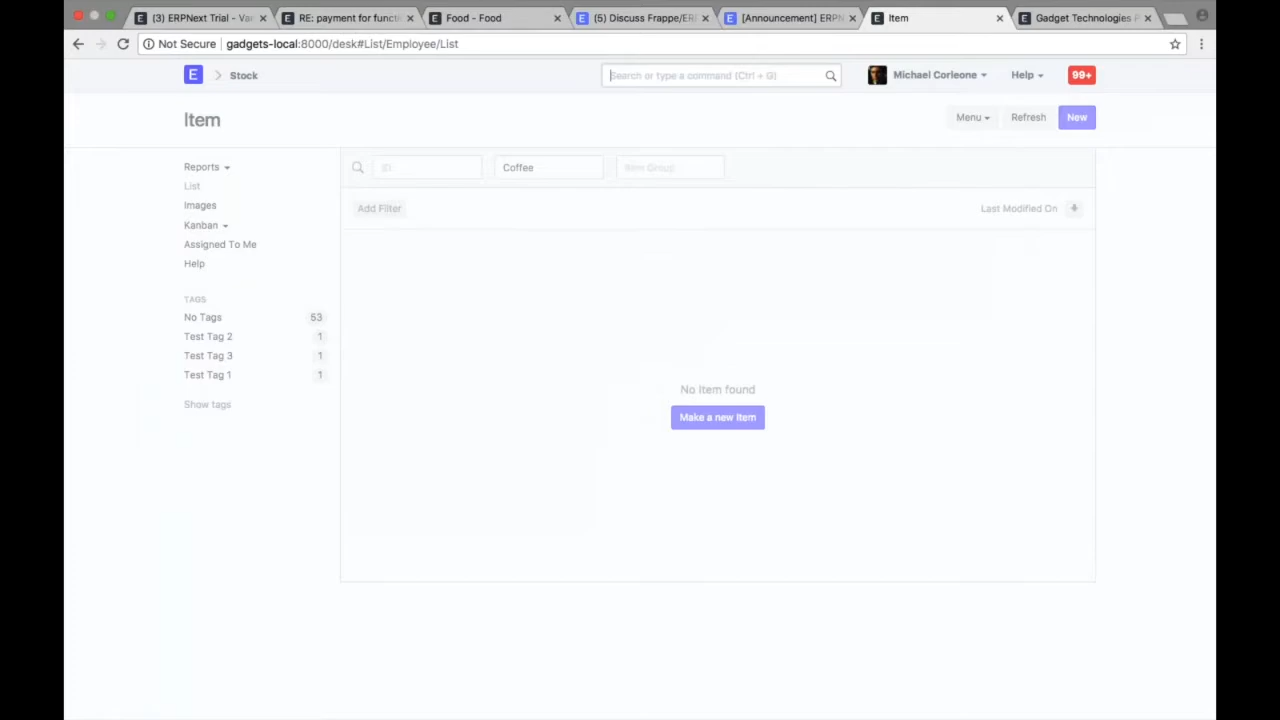 (3) ERPNext Trial - Va
RE: payment for functi
Food - Food
(5) Discuss Frappe/ER
[Announcement] ERPN
Item
Gadget Technologies P
Not Secure gadgets-local:8000/desk#List/Employee/List
E Stock
Search or type a command (Ctrl + G)
Michael Corleone
Help
99+
Item
Menu
Refresh
New
Reports
List
Images
Kanban
Assigned To Me
Help
TAGS
No Tags 53
Test Tag 2 1
Test Tag 3 1
Test Tag 1 1
Show tags
ID
Coffee
Item Group
Add Filter
Last Modified On
No Item found
Make a new Item